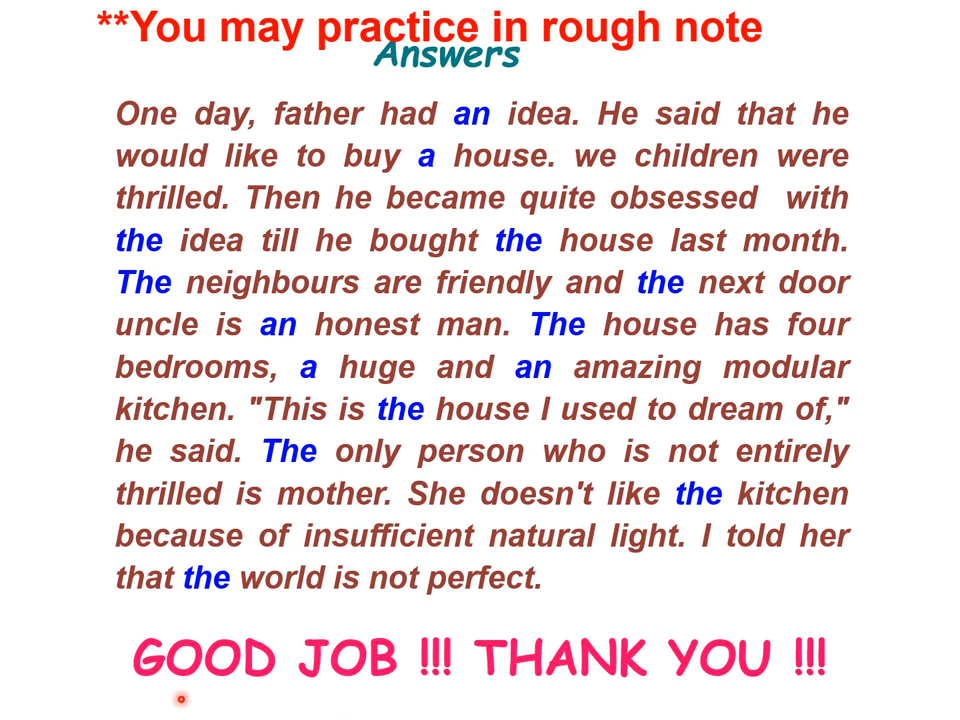 **You may practice in rough note
Answers
One day, father had an idea. He said that he
would like to buy a house. we children were
thrilled. Then he became quite obsessed with
the idea till he bought the house last month.
The neighbours are friendly and the next door
uncle is an honest man. The house has four
bedrooms, a huge and an amazing modular
kitchen. "This is the house I used to dream of,"
he said. The only person who is not entirely
thrilled is mother. She doesn't like the kitchen
because of insufficient natural light. I told her
that the world is not perfect.
GOOD JOB !!! THANK YOU !!!